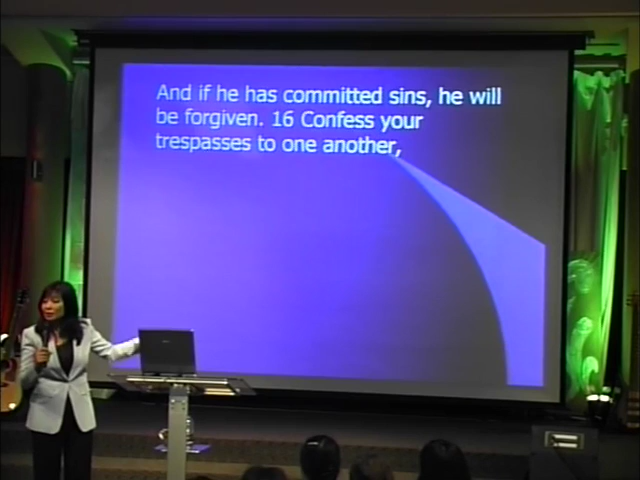 And if he has committed sins, he will
be forgiven. 16 Confess your
trespasses to one another,